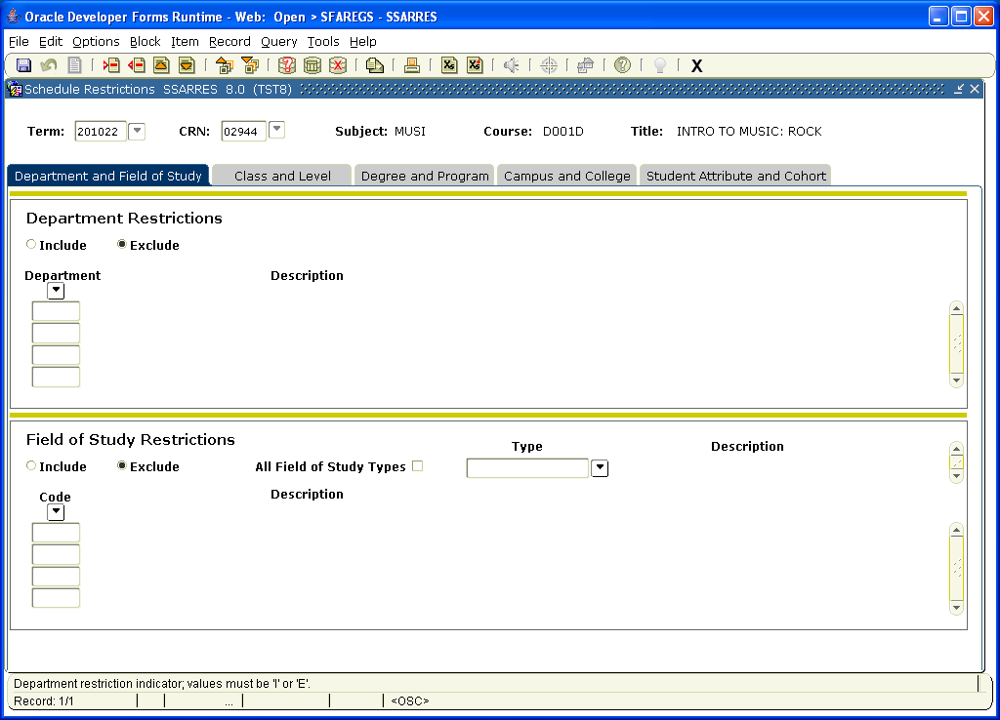 Oracle Developer Forms Runtime - Web: Open > SFAREGS - SSARRES
File Edit Options Block Item Record Query Tools Help
X
Schedule Restrictions SSARRES 8.0 (TST8)
Term: 201022 CRN: 02944 Subject: MUSI Course: D001D Title: INTRO TO MUSIC: ROCK
Department and Field of Study Class and Level Degree and Program Campus and College Student Attribute and Cohort
Department Restrictions
Include Exclude
Department Description
Field of Study Restrictions
Type Description
Include Exclude All Field of Study Types
Code Description
Department restriction indicator; values must be 'I' or 'E'.
Record: 1/1 ... <OSC>